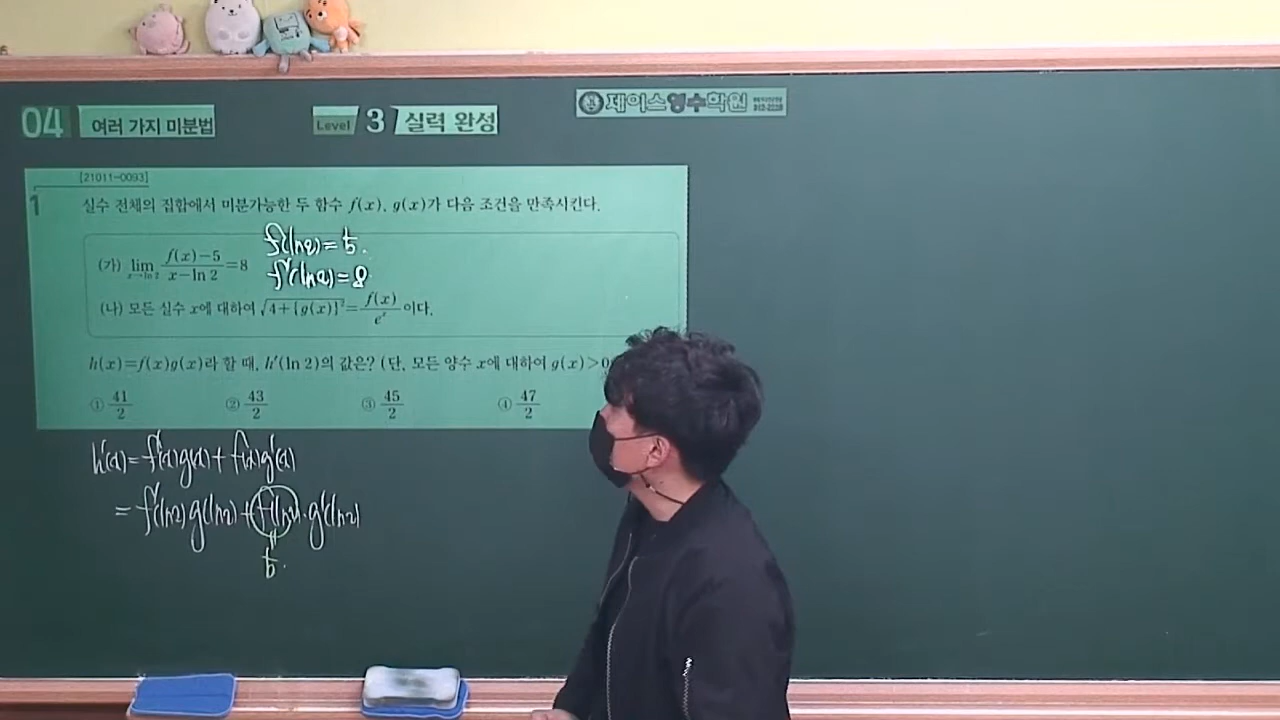 04 여러 가지 미분법
Level 3 실력 완성
제이스영수학원
[21011-0093]
1 실수 전체의 집합에서 미분가능한 두 함수 f(x), g(x)가 다음 조건을 만족시킨다.
f(ln2)=5.
(가) lim x→ln 2 f(x)-5/x-ln 2=8
f'(ln2)=8
(나) 모든 실수 x에 대하여 √4+{g(x)}²=f(x)/eˣ이다.
h(x)=f(x)g(x)라 할 때, h'(ln 2)의 값은? (단, 모든 양수 x에 대하여 g(x)>0
① 41/2 ② 43/2 ③ 45/2 ④ 47/2
h'(x)=f'(x)g(x)+f(x)g'(x)
=f'(ln2)g(ln2)+f(ln2)·g'(ln2)
=
5.